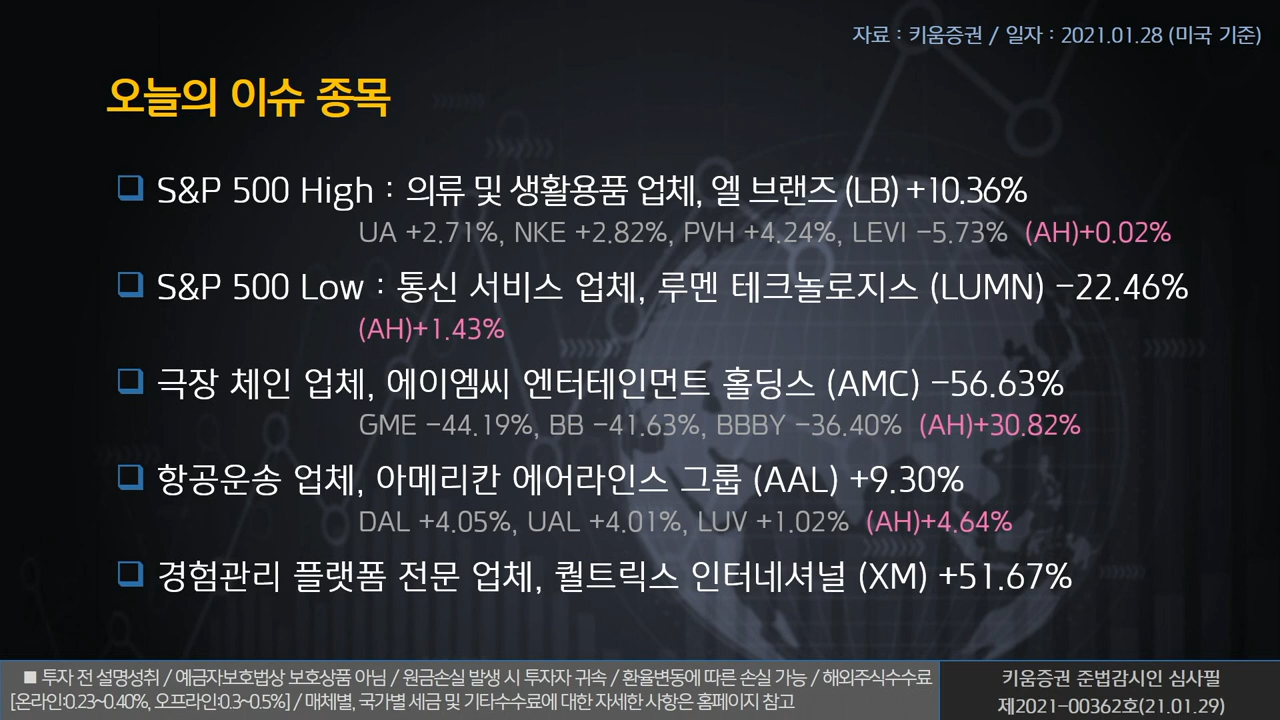 자료 : 키움증권 / 일자 : 2021.01.28 (미국 기준)
오늘의 이슈 종목
❑ S&P 500 High : 의류 및 생활용품 업체, 엘 브랜즈 (LB) +10.36%
UA +2.71%, NKE +2.82%, PVH +4.24%, LEVI −5.73% (AH)+0.02%
❑ S&P 500 Low : 통신 서비스 업체, 루멘 테크놀로지스 (LUMN) −22.46%
(AH)+1.43%
❑ 극장 체인 업체, 에이엠씨 엔터테인먼트 홀딩스 (AMC) −56.63%
GME −44.19%, BB −41.63%, BBBY −36.40% (AH)+30.82%
❑ 항공운송 업체, 아메리칸 에어라인스 그룹 (AAL) +9.30%
DAL +4.05%, UAL +4.01%, LUV +1.02% (AH)+4.64%
❑ 경험관리 플랫폼 전문 업체, 퀄트릭스 인터네셔널 (XM) +51.67%
■ 투자 전 설명성취 / 예금자보호법상 보호상품 아님 / 원금손실 발생 시 투자자 귀속 / 환율변동에 따른 손실 가능 / 해외주식수수료
[온라인:0.23~0.40%, 오프라인:0.3~0.5%] / 매체별, 국가별 세금 및 기타수수료에 대한 자세한 사항은 홈페이지 참고
키움증권 준법감시인 심사필
제2021-00362호(21.01.29)